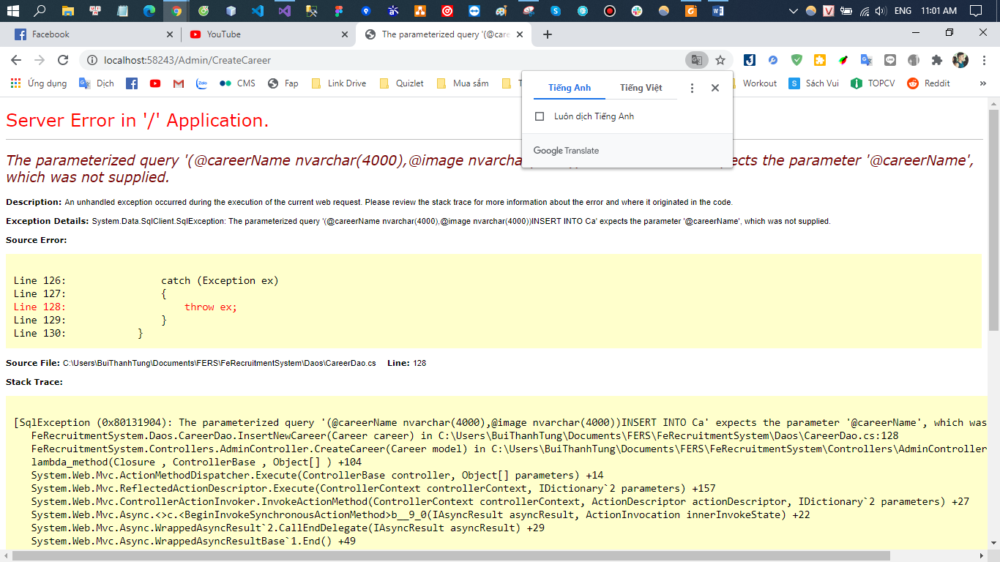 ENG 11:01 AM
Facebook
YouTube
The parameterized query '(@care
localhost:58243/Admin/CreateCareer
Ứng dụng Dịch CMS Fap Link Drive Quizlet Mua sắm Workout Sách Vui TOPCV Reddit »
Tiếng Anh Tiếng Việt
Luôn dịch Tiếng Anh
Google Translate
Server Error in '/' Application.
The parameterized query '(@careerName nvarchar(4000),@image nvarcha ects the parameter '@careerName',
which was not supplied.
Description: An unhandled exception occurred during the execution of the current web request. Please review the stack trace for more information about the error and where it originated in the code.
Exception Details: System.Data.SqlClient.SqlException: The parameterized query '(@careerName nvarchar(4000),@image nvarchar(4000))INSERT INTO Ca' expects the parameter '@careerName', which was not supplied.
Source Error:
Line 126: catch (Exception ex)
Line 127: {
Line 128: throw ex;
Line 129: }
Line 130: }
Source File: C:\Users\BuiThanhTung\Documents\FERS\FeRecruitmentSystem\Daos\CareerDao.cs Line: 128
Stack Trace:
[SqlException (0x80131904): The parameterized query '(@careerName nvarchar(4000),@image nvarchar(4000))INSERT INTO Ca' expects the parameter '@careerName', which was
FeRecruitmentSystem.Daos.CareerDao.InsertNewCareer(Career career) in C:\Users\BuiThanhTung\Documents\FERS\FeRecruitmentSystem\Daos\CareerDao.cs:128
FeRecruitmentSystem.Controllers.AdminController.CreateCareer(Career model) in C:\Users\BuiThanhTung\Documents\FERS\FeRecruitmentSystem\Controllers\AdminController
lambda_method(Closure , ControllerBase , Object[] ) +104
System.Web.Mvc.ActionMethodDispatcher.Execute(ControllerBase controller, Object[] parameters) +14
System.Web.Mvc.ReflectedActionDescriptor.Execute(ControllerContext controllerContext, IDictionary`2 parameters) +157
System.Web.Mvc.ControllerActionInvoker.InvokeActionMethod(ControllerContext controllerContext, ActionDescriptor actionDescriptor, IDictionary`2 parameters) +27
System.Web.Mvc.Async.<>c.<BeginInvokeSynchronousActionMethod>b__9_0(IAsyncResult asyncResult, ActionInvocation innerInvokeState) +22
System.Web.Mvc.Async.WrappedAsyncResult`2.CallEndDelegate(IAsyncResult asyncResult) +29
System.Web.Mvc.Async.WrappedAsyncResultBase`1.End() +49